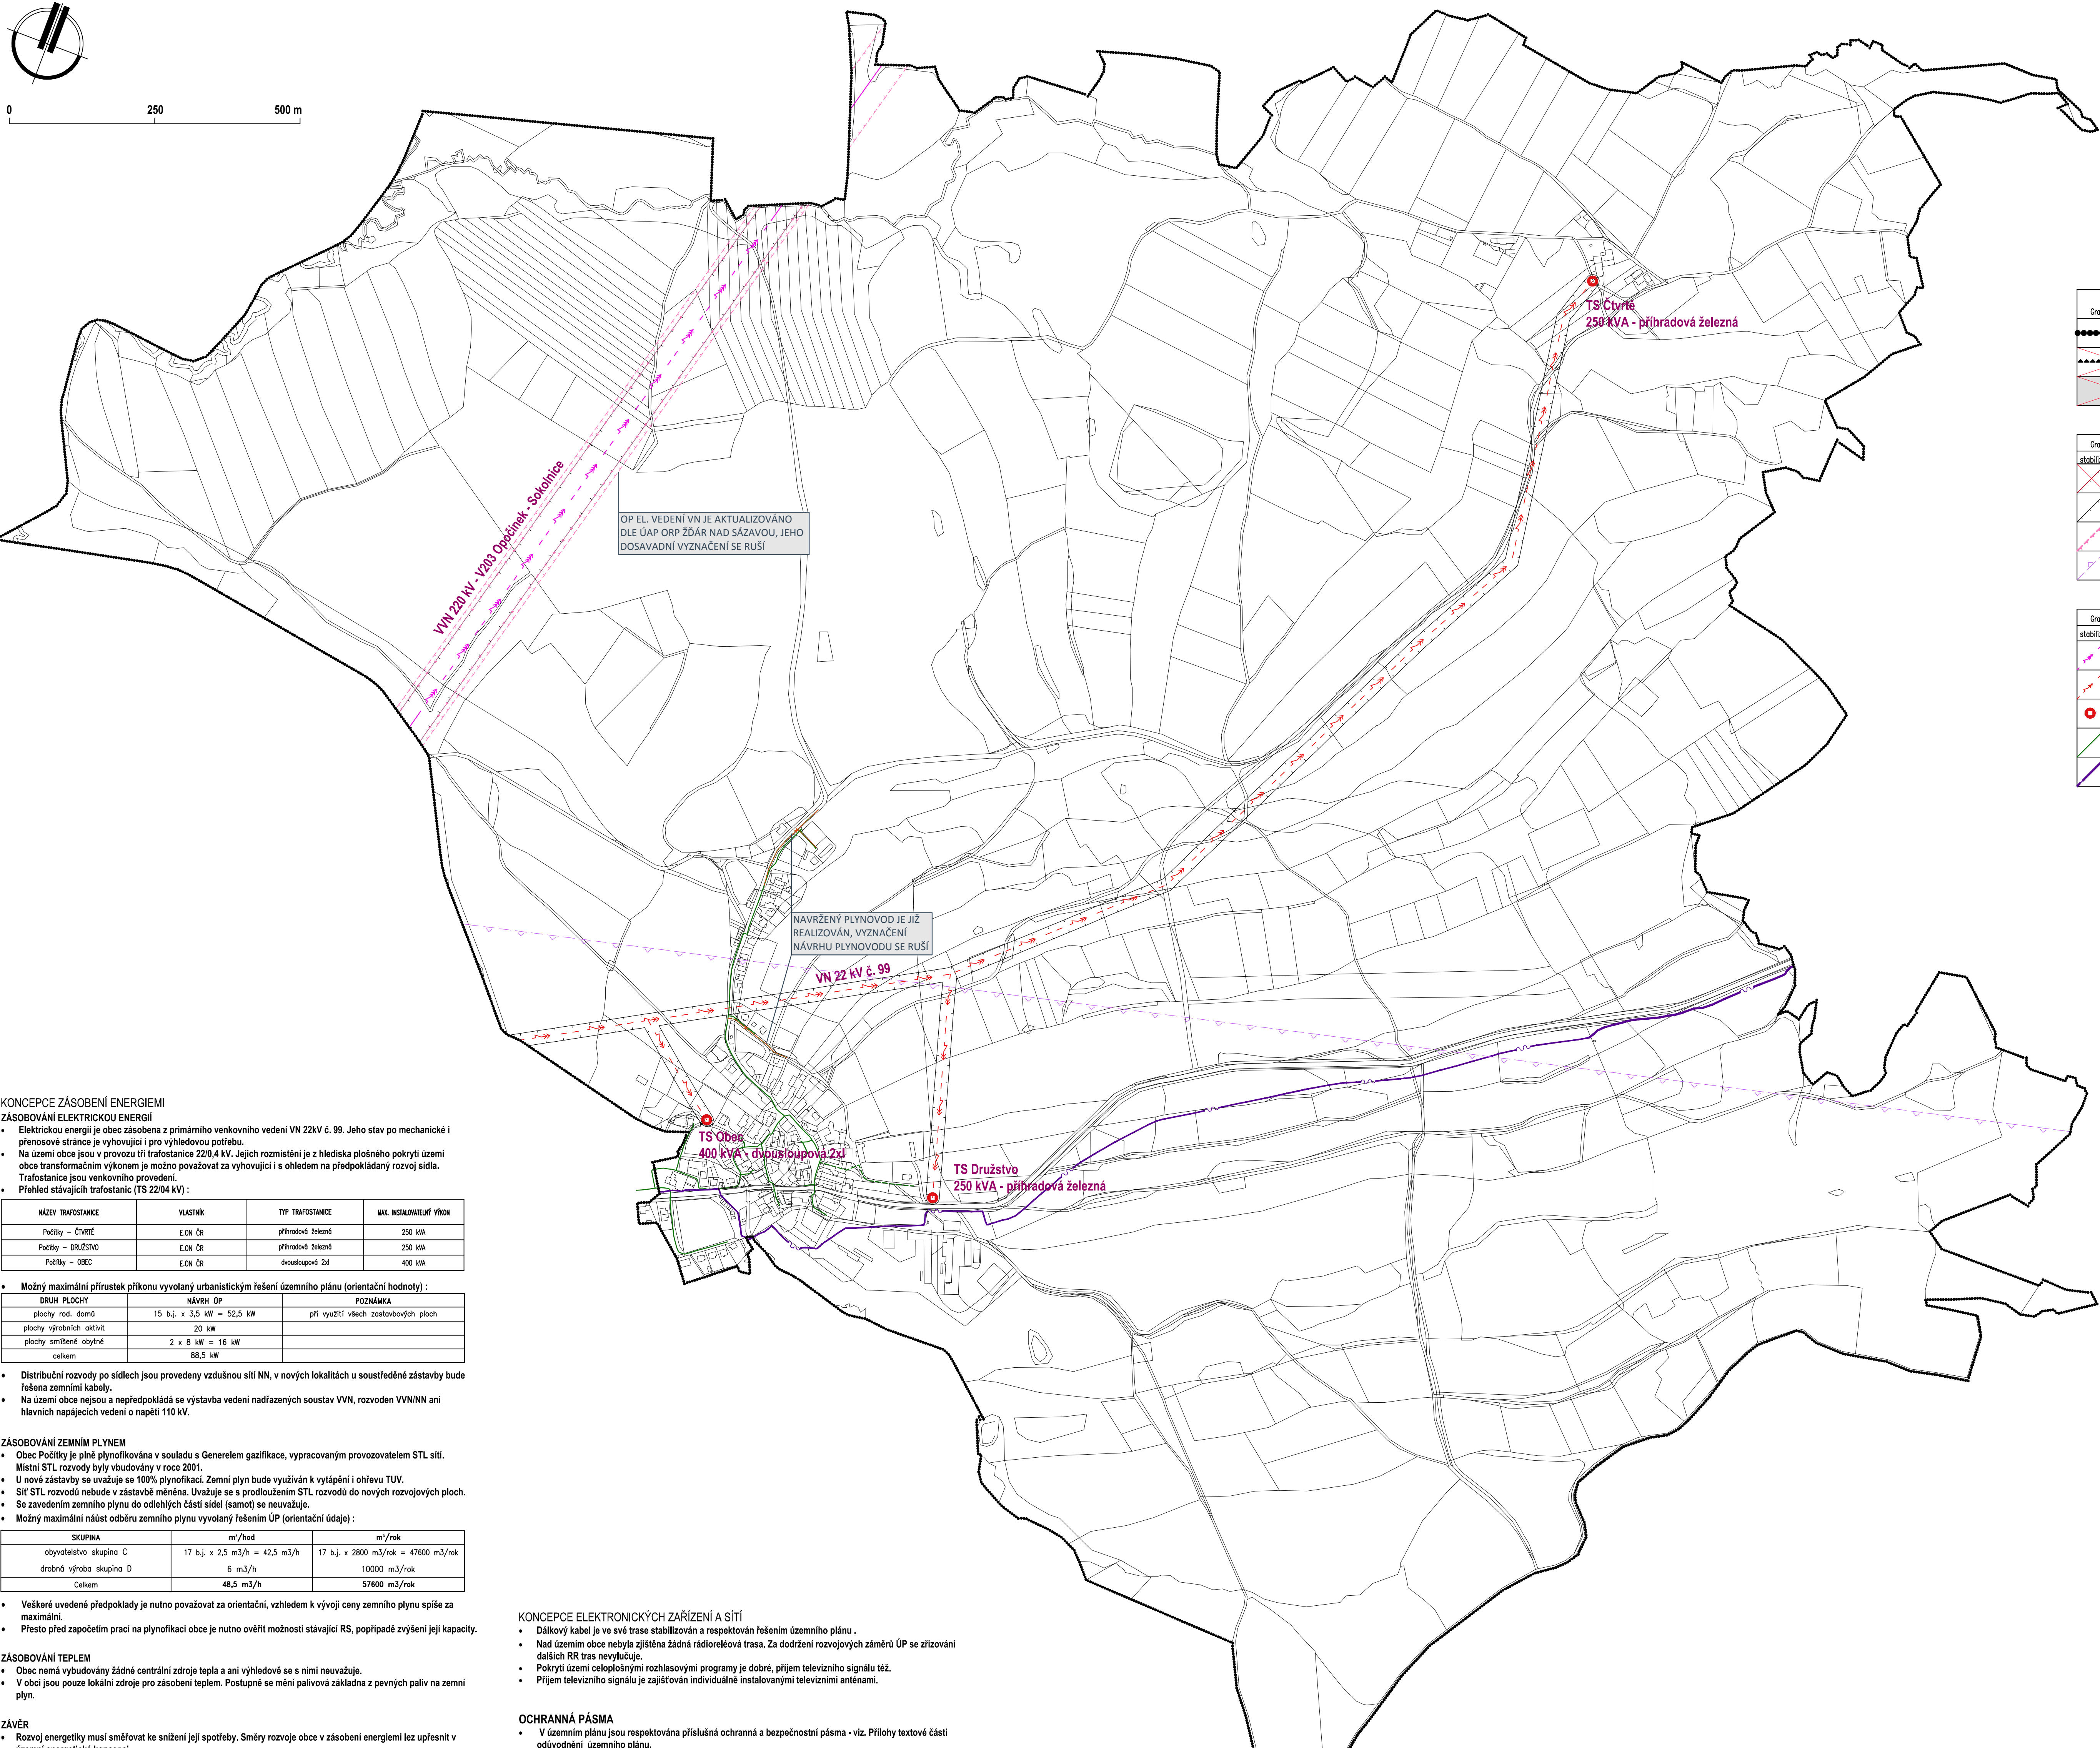 0 250 500 m
VVN 220 kV - V203 Opočinek - Sokolnice
OP EL. VEDENÍ VN JE AKTUALIZOVÁNO
DLE ÚAP ORP ŽĎÁR NAD SÁZAVOU, JEHO
DOSAVADNÍ VYZNAČENÍ SE RUŠÍ
TS Čtvrtě
250 kVA - příhradová železná
Gra
Gra
stabili
Gra
stabili
NAVRŽENÝ PLYNOVOD JE JIŽ
REALIZOVÁN, VYZNAČENÍ
NÁVRHU PLYNOVODU SE RUŠÍ
VN 22 kV č. 99
TS Obec
400 kVA - dvousloupová 2xI
TS Družstvo
250 kVA - příhradová železná
KONCEPCE ZÁSOBENÍ ENERGIEMI
ZÁSOBOVÁNÍ ELEKTRICKOU ENERGIÍ
• Elektrickou energií je obec zásobena z primárního venkovního vedení VN 22kV č. 99. Jeho stav po mechanické i
přenosové stránce je vyhovující i pro výhledovou potřebu.
• Na území obce jsou v provozu tři trafostanice 22/0,4 kV. Jejich rozmístění je z hlediska plošného pokrytí území
obce transformačním výkonem je možno považovat za vyhovující i s ohledem na předpokládaný rozvoj sídla.
Trafostanice jsou venkovního provedení.
• Přehled stávajících trafostanic (TS 22/04 kV) :
NÁZEV TRAFOSTANICE VLASTNÍK TYP TRAFOSTANICE MAX. INSTALOVATELNÝ VÝKON
Počítky – ČTVRTĚ E.ON ČR příhradová železná 250 kVA
Počítky – DRUŽSTVO E.ON ČR příhradová železná 250 kVA
Počítky – OBEC E.ON ČR dvousloupová 2xI 400 kVA
• Možný maximální přírustek příkonu vyvolaný urbanistickým řešení územního plánu (orientační hodnoty) :
DRUH PLOCHY NÁVRH ÚP POZNÁMKA
plochy rod. domů 15 b.j. x 3,5 kW = 52,5 kW při využití všech zastavbových ploch
plochy výrobních aktivit 20 kW
plochy smíšené obytné 2 x 8 kW = 16 kW
celkem 88,5 kW
• Distribuční rozvody po sídlech jsou provedeny vzdušnou sítí NN, v nových lokalitách u soustředěné zástavby bude
řešena zemními kabely.
• Na území obce nejsou a nepředpokládá se výstavba vedení nadřazených soustav VVN, rozvoden VVN/NN ani
hlavních napájecích vedení o napětí 110 kV.
ZÁSOBOVÁNÍ ZEMNÍM PLYNEM
• Obec Počítky je plně plynofikována v souladu s Generelem gazifikace, vypracovaným provozovatelem STL sítí.
Místní STL rozvody byly vbudovány v roce 2001.
• U nové zástavby se uvažuje se 100% plynofikací. Zemní plyn bude využíván k vytápění i ohřevu TUV.
• Síť STL rozvodů nebude v zástavbě měněna. Uvažuje se s prodloužením STL rozvodů do nových rozvojových ploch.
• Se zavedením zemního plynu do odlehlých částí sídel (samot) se neuvažuje.
• Možný maximální náůst odběru zemního plynu vyvolaný řešením ÚP (orientační údaje) :
SKUPINA m³/hod m³/rok
obyvatelstvo skupina C 17 b.j. x 2,5 m3/h = 42,5 m3/h 17 b.j. x 2800 m3/rok = 47600 m3/rok
drobná výroba skupina D 6 m3/h 10000 m3/rok
Celkem 48,5 m3/h 57600 m3/rok
• Veškeré uvedené předpoklady je nutno považovat za orientační, vzhledem k vývoji ceny zemního plynu spíše za
maximální.
• Přesto před započetím prací na plynofikaci obce je nutno ověřit možnosti stávající RS, popřípadě zvýšení její kapacity.
ZÁSOBOVÁNÍ TEPLEM
• Obec nemá vybudovány žádné centrální zdroje tepla a ani výhledově se s nimi neuvažuje.
• V obci jsou pouze lokální zdroje pro zásobení teplem. Postupně se mění palivová základna z pevných paliv na zemní
plyn.
ZÁVĚR
• Rozvoj energetiky musí směřovat ke snížení její spotřeby. Směry rozvoje obce v zásobení energiemi lez upřesnit v
KONCEPCE ELEKTRONICKÝCH ZAŘÍZENÍ A SÍTÍ
• Dálkový kabel je ve své trase stabilizován a respektován řešením územního plánu .
• Nad územím obce nebyla zjištěna žádná rádioreléová trasa. Za dodržení rozvojových záměrů ÚP se zřizování
dalších RR tras nevylučuje.
• Pokrytí území celoplošnými rozhlasovými programy je dobré, příjem televizního signálu též.
• Příjem televizního signálu je zajišťován individuálně instalovanými televizními anténami.
OCHRANNÁ PÁSMA
• V územním plánu jsou respektována příslušná ochranná a bezpečnostní pásma - viz. Přílohy textové části
odůvodnění územního plánu.